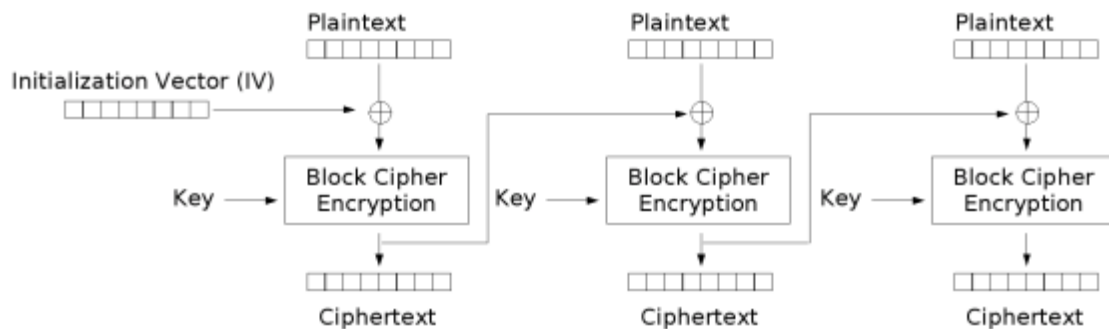 Plaintext
Plaintext
Plaintext
Initialization Vector (IV)
Key
Block Cipher
Encryption
Key
Block Cipher
Encryption
Key
Block Cipher
Encryption
Ciphertext
Ciphertext
Ciphertext